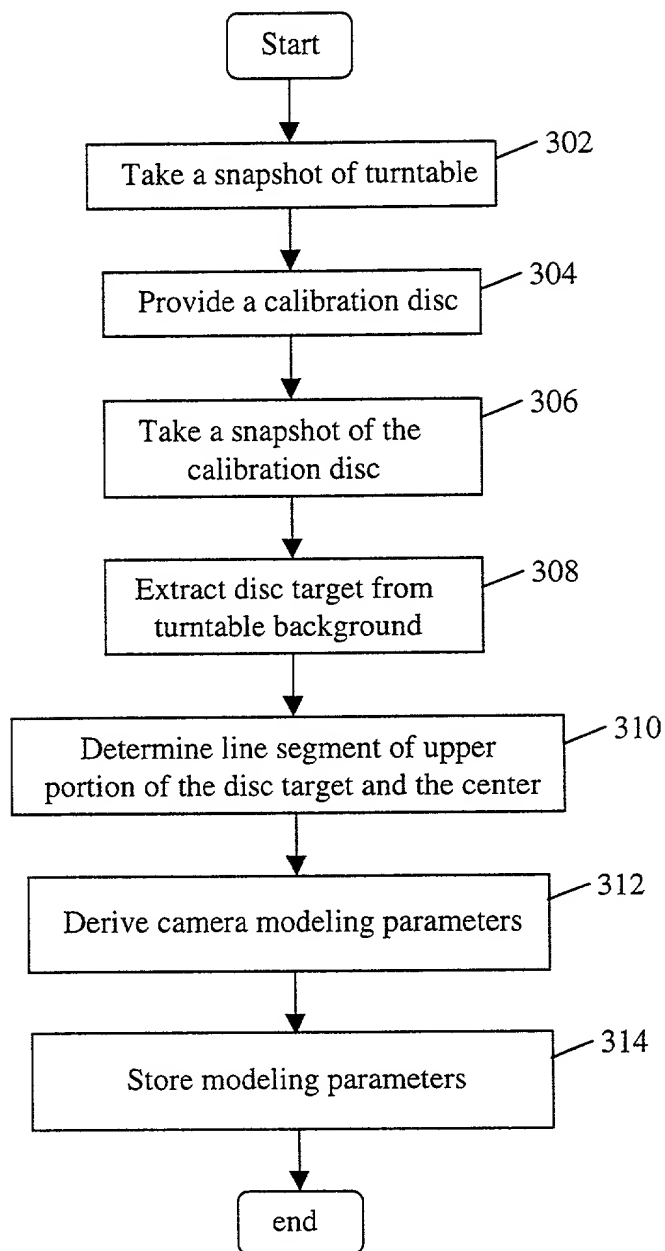 Start
302
Take a snapshot of turntable
304
Provide a calibration disc
306
Take a snapshot of the
calibration disc
308
Extract disc target from
turntable background
310
Determine line segment of upper
portion of the disc target and the center
312
Derive camera modeling parameters
314
Store modeling parameters
end